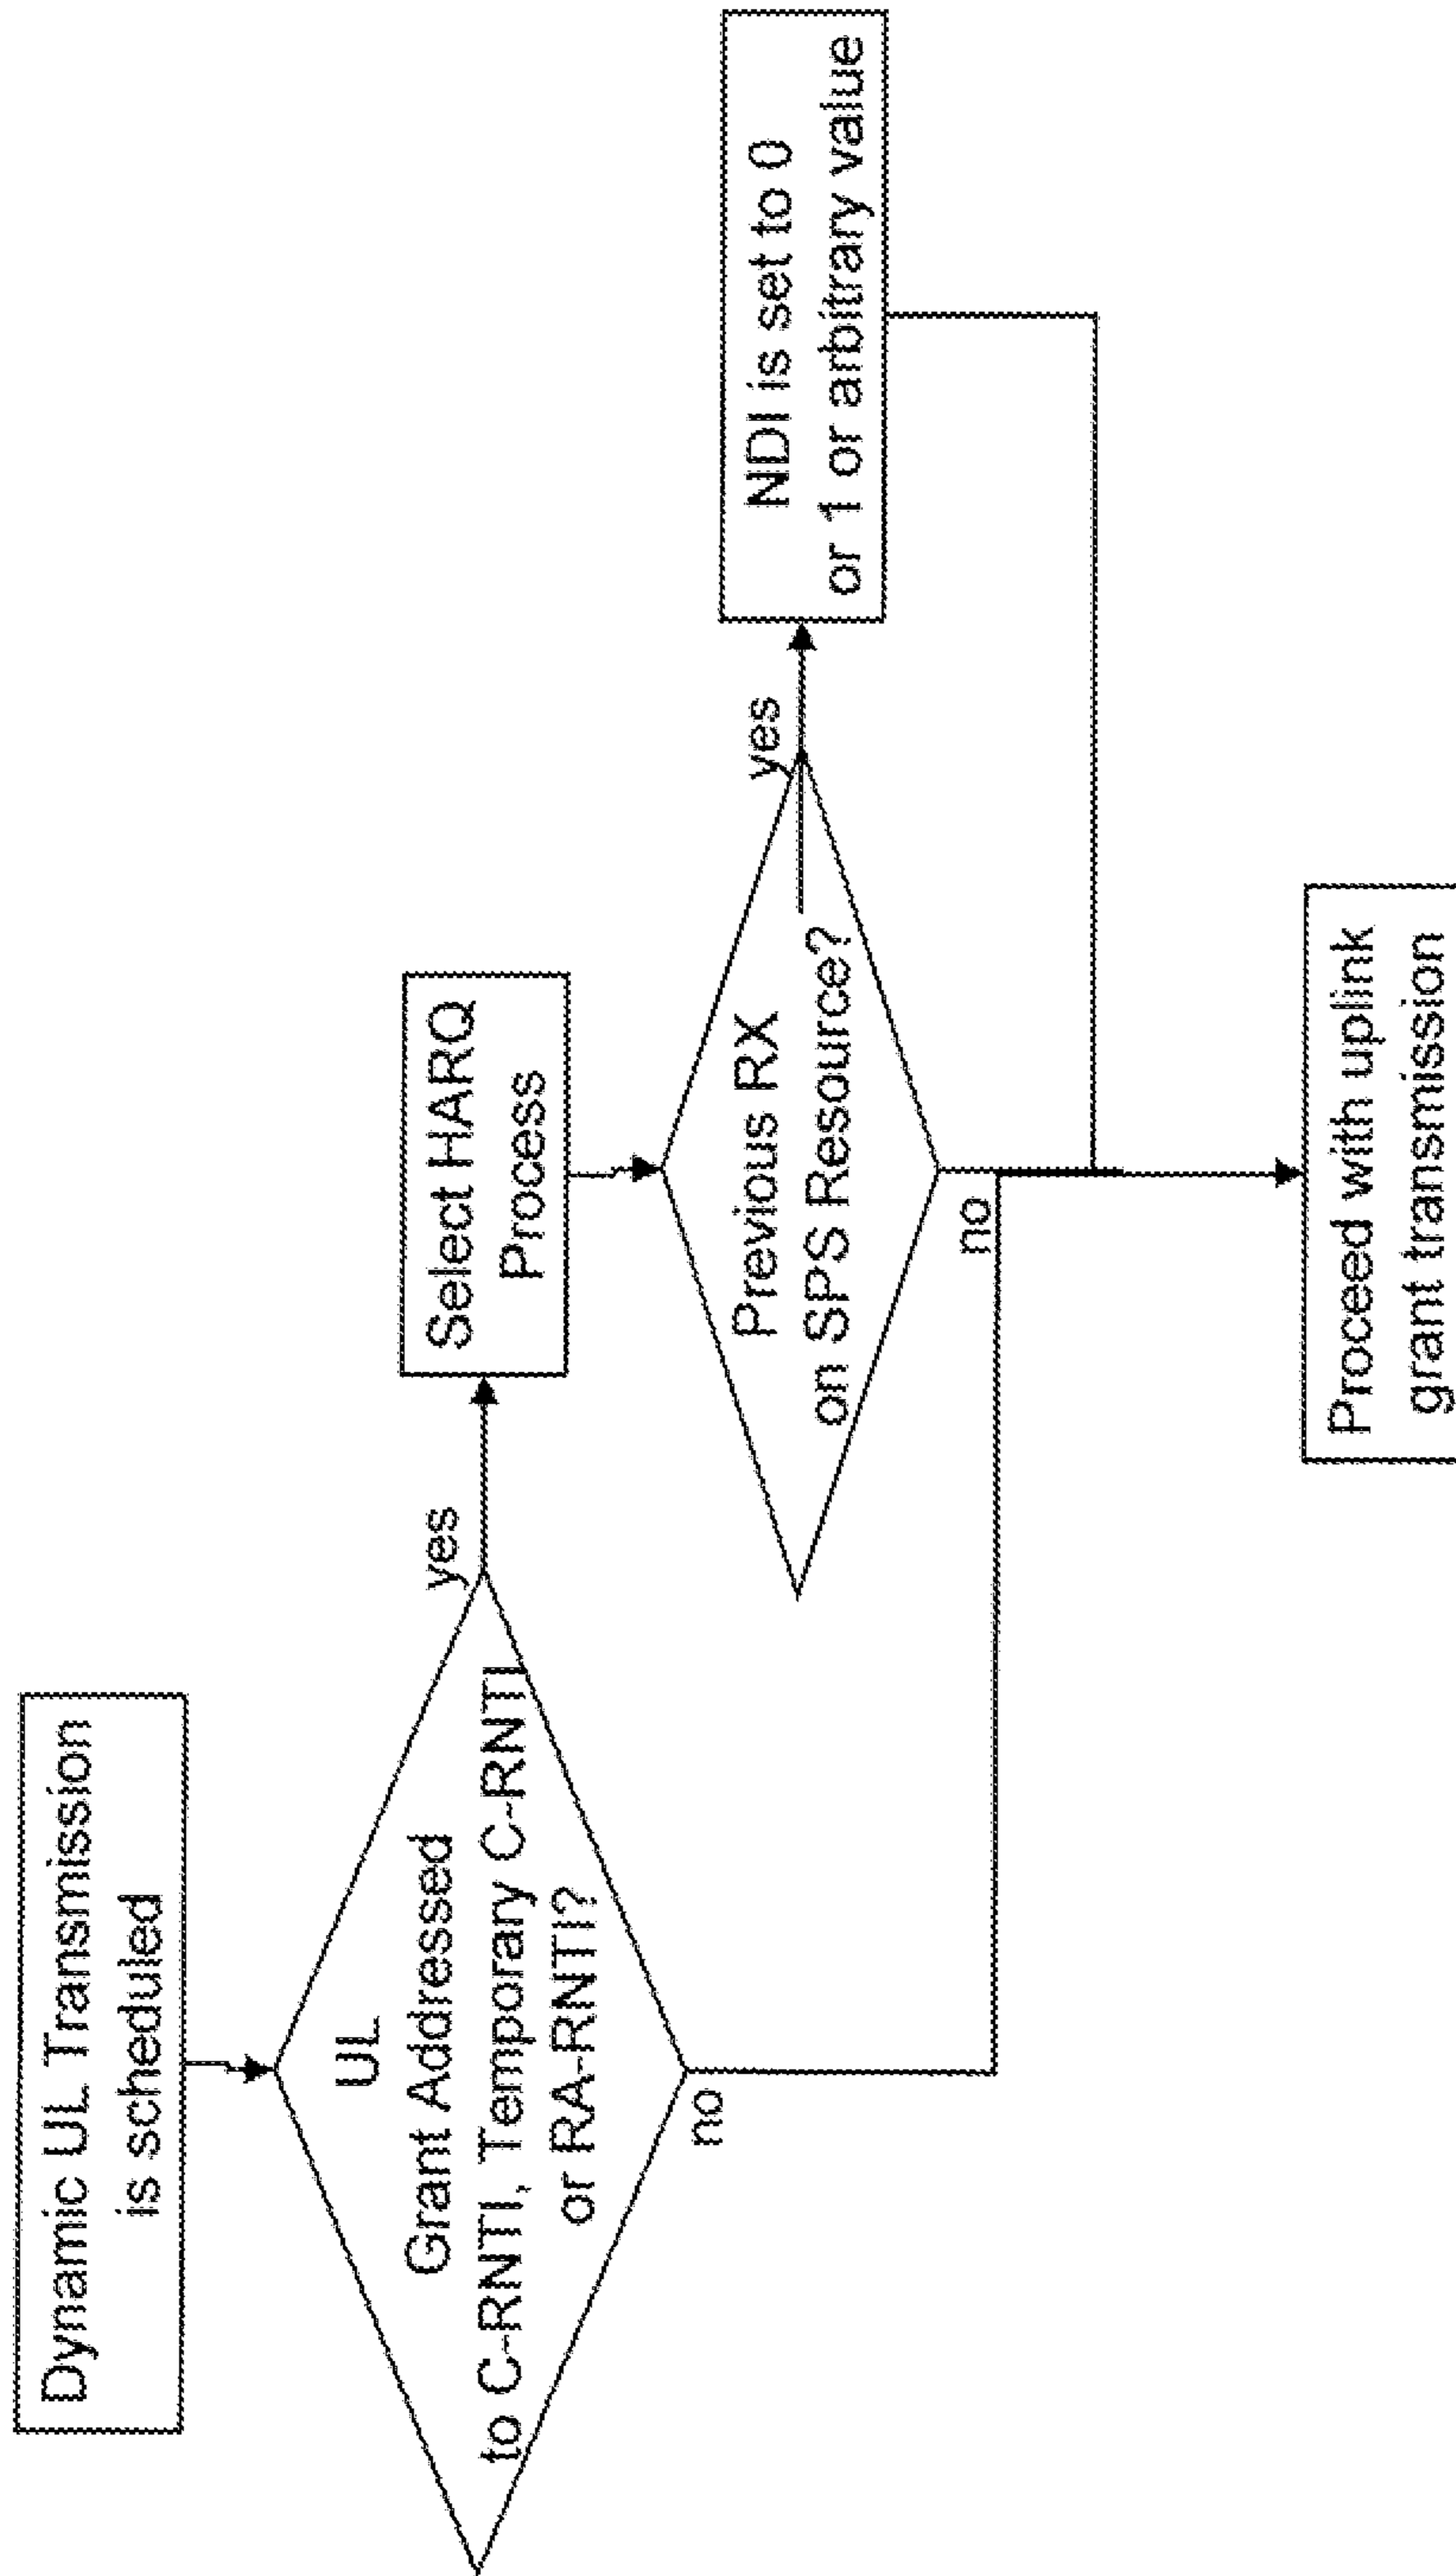 Dynamic UL Transmission
is scheduled
UL
Grant Addressed
to C-RNTI, Temporary C-RNTI
or RA-RNTI?
yes
no
Select HARQ
Process
Previous RX
on SPS Resource?
yes
no
NDI is set to 0
or 1 or arbitrary value
Proceed with uplink
grant transmission